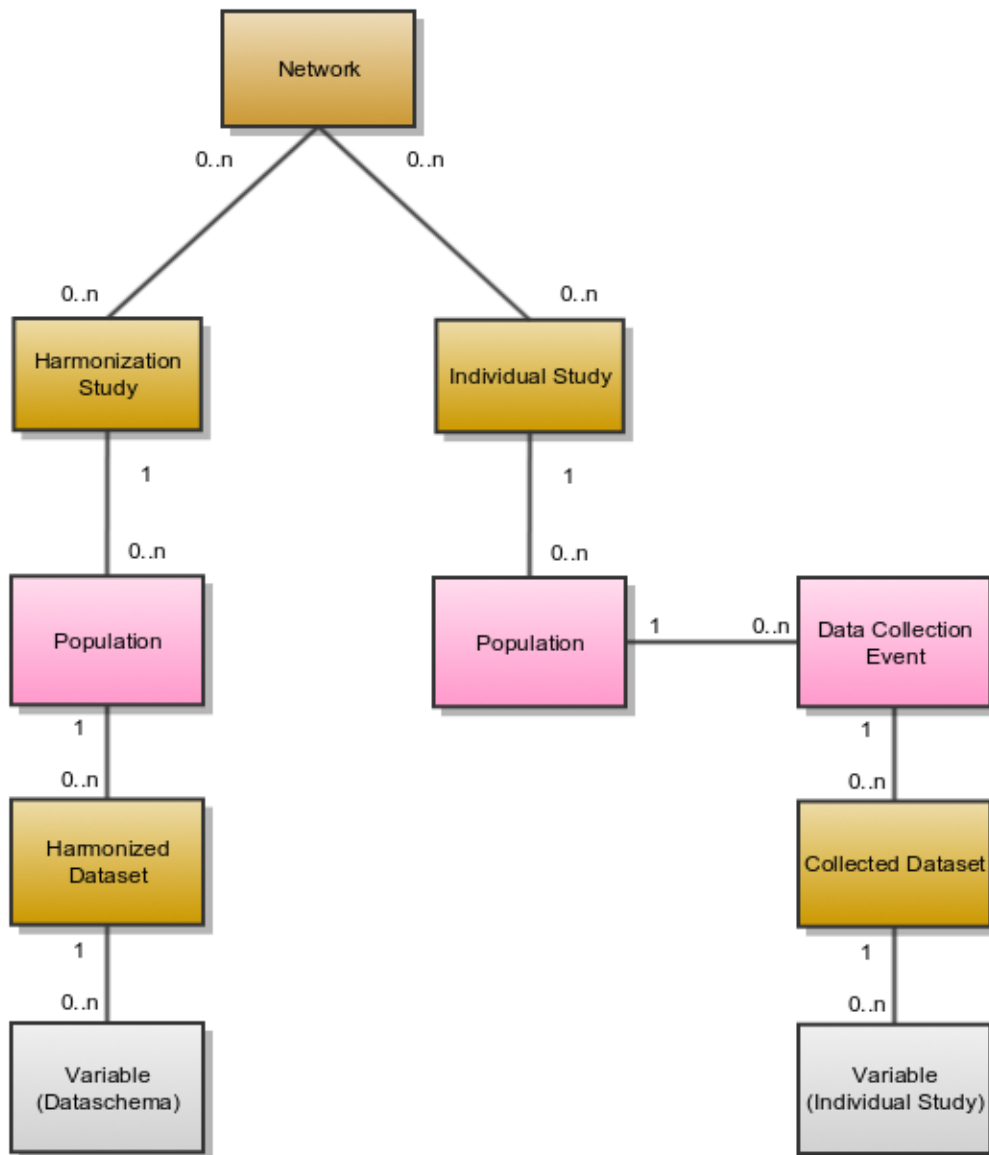 Network
0..n
0..n
0..n
0..n
Harmonization
Study
Individual Study
1
1
0..n
0..n
Population
Population
1
0..n
Data Collection
Event
1
1
0..n
0..n
Harmonized
Dataset
Collected Dataset
1
1
0..n
0..n
Variable
(Dataschema)
Variable
(Individual Study)